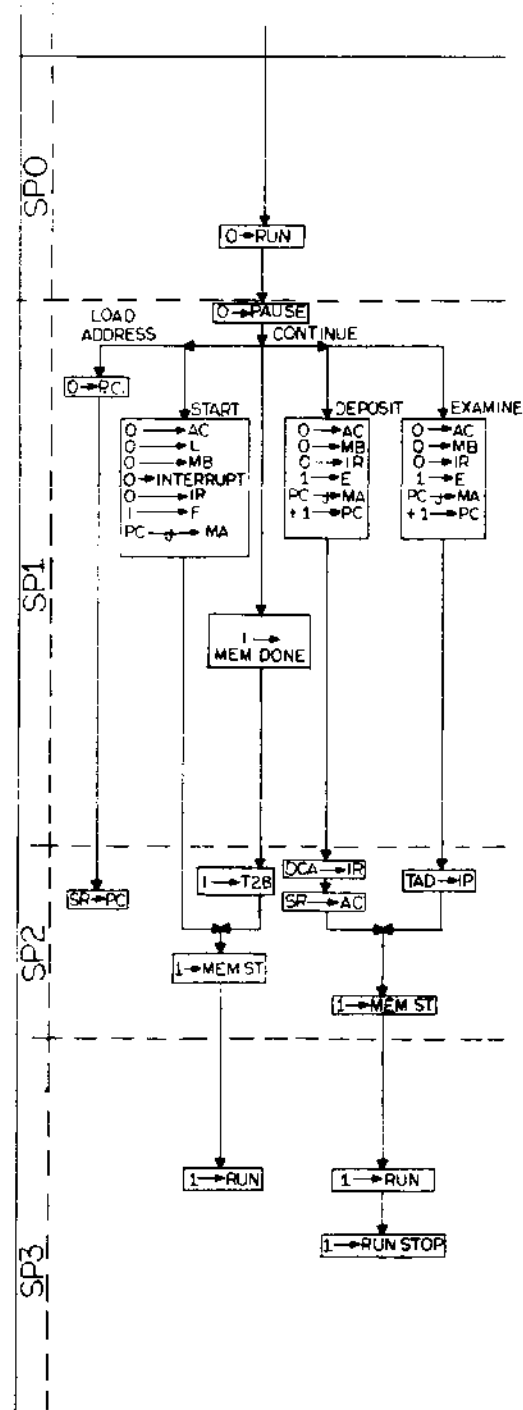 SP0
0→RUN
0→PAUSE
LOAD
ADDRESS
CONTINUE
0→P.C.
START
0→AC
0→L
0→MB
0→INTERRUPT
0→IR
1→F
PC-J→MA
DEPOSIT
0→AC
0→MB
0→IR
1→E
PC-J→MA
+1→PC
EXAMINE
0→AC
0→MB
0→IR
1→E
PC-J→MA
+1→PC
SP1
1→
MEM DONE
SP2
SR→PC
1→T2B
DCA→IR
SR→AC
TAD→IP
1→MEM ST
1→MEM ST
SP3
1→RUN
1→RUN
1→RUN STOP